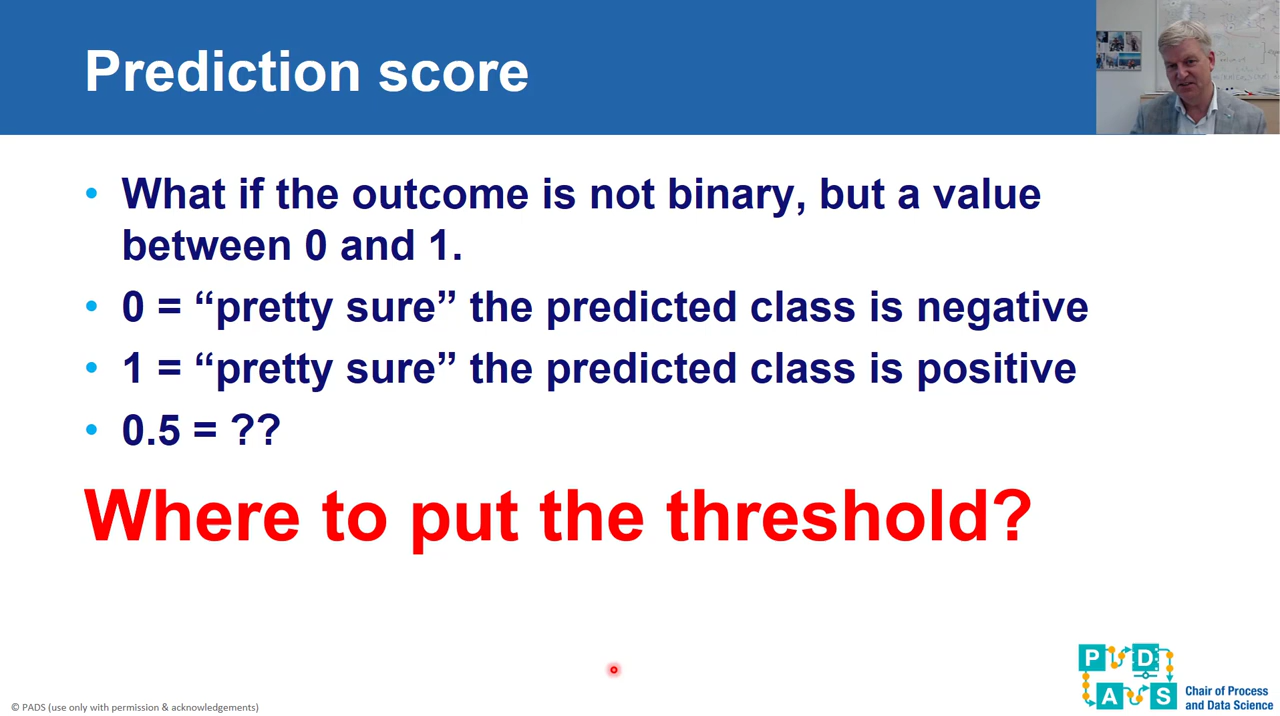 Prediction score
• What if the outcome is not binary, but a value
between 0 and 1.
• 0 = “pretty sure” the predicted class is negative
• 1 = “pretty sure” the predicted class is positive
• 0.5 = ??
Where to put the threshold?
P D
A S
Chair of Process
and Data Science
© PADS (use only with permission & acknowledgements)